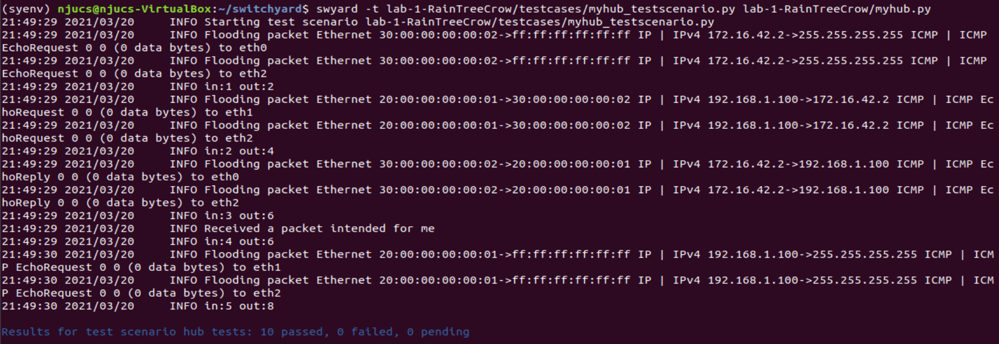 (syenv) njucs@njucs-VirtualBox:~/switchyard$ swyard -t lab-1-RainTreeCrow/testcases/myhub_testscenario.py lab-1-RainTreeCrow/myhub.py
21:49:29 2021/03/20     INFO Starting test scenario lab-1-RainTreeCrow/testcases/myhub_testscenario.py
21:49:29 2021/03/20     INFO Flooding packet Ethernet 30:00:00:00:00:02->ff:ff:ff:ff:ff:ff IP | IPv4 172.16.42.2->255.255.255.255 ICMP | ICMP
EchoRequest 0 0 (0 data bytes) to eth0
21:49:29 2021/03/20     INFO Flooding packet Ethernet 30:00:00:00:00:02->ff:ff:ff:ff:ff:ff IP | IPv4 172.16.42.2->255.255.255.255 ICMP | ICMP
EchoRequest 0 0 (0 data bytes) to eth2
21:49:29 2021/03/20     INFO in:1 out:2
21:49:29 2021/03/20     INFO Flooding packet Ethernet 20:00:00:00:00:01->30:00:00:00:00:02 IP | IPv4 192.168.1.100->172.16.42.2 ICMP | ICMP Ec
hoRequest 0 0 (0 data bytes) to eth1
21:49:29 2021/03/20     INFO Flooding packet Ethernet 20:00:00:00:00:01->30:00:00:00:00:02 IP | IPv4 192.168.1.100->172.16.42.2 ICMP | ICMP Ec
hoRequest 0 0 (0 data bytes) to eth2
21:49:29 2021/03/20     INFO in:2 out:4
21:49:29 2021/03/20     INFO Flooding packet Ethernet 30:00:00:00:00:02->20:00:00:00:00:01 IP | IPv4 172.16.42.2->192.168.1.100 ICMP | ICMP Ec
hoReply 0 0 (0 data bytes) to eth0
21:49:29 2021/03/20     INFO Flooding packet Ethernet 30:00:00:00:00:02->20:00:00:00:00:01 IP | IPv4 172.16.42.2->192.168.1.100 ICMP | ICMP Ec
hoReply 0 0 (0 data bytes) to eth2
21:49:29 2021/03/20     INFO in:3 out:6
21:49:29 2021/03/20     INFO Received a packet intended for me
21:49:29 2021/03/20     INFO in:4 out:6
21:49:30 2021/03/20     INFO Flooding packet Ethernet 20:00:00:00:00:01->ff:ff:ff:ff:ff:ff IP | IPv4 192.168.1.100->255.255.255.255 ICMP | ICM
P EchoRequest 0 0 (0 data bytes) to eth1
21:49:30 2021/03/20     INFO Flooding packet Ethernet 20:00:00:00:00:01->ff:ff:ff:ff:ff:ff IP | IPv4 192.168.1.100->255.255.255.255 ICMP | ICM
P EchoRequest 0 0 (0 data bytes) to eth2
21:49:30 2021/03/20     INFO in:5 out:8
Results for test scenario hub tests: 10 passed, 0 failed, 0 pending